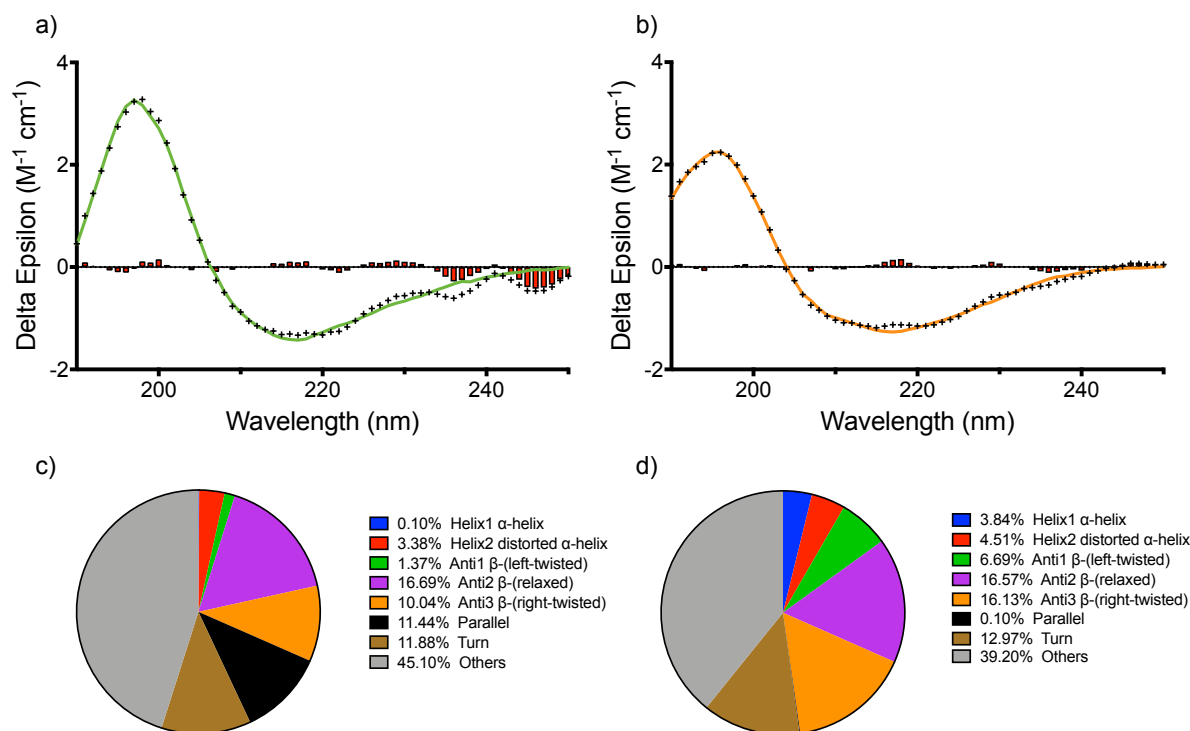 a)
Delta Epsilon (M⁻¹ cm⁻¹)
4
2
0
-2
200
220
240
Wavelength (nm)
b)
Delta Epsilon (M⁻¹ cm⁻¹)
4
2
0
-2
200
220
240
Wavelength (nm)
c)
0.10% Helix1 α-helix
3.38% Helix2 distorted α-helix
1.37% Anti1 β-(left-twisted)
16.69% Anti2 β-(relaxed)
10.04% Anti3 β-(right-twisted)
11.44% Parallel
11.88% Turn
45.10% Others
d)
3.84% Helix1 α-helix
4.51% Helix2 distorted α-helix
6.69% Anti1 β-(left-twisted)
16.57% Anti2 β-(relaxed)
16.13% Anti3 β-(right-twisted)
0.10% Parallel
12.97% Turn
39.20% Others